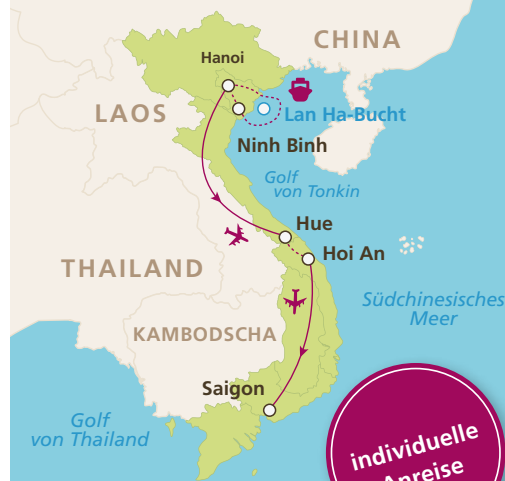 CHINA
Hanoi
LAOS
Lan Ha-Bucht
Ninh Binh
Golf
von Tonkin
Hue
Hoi An
THAILAND
Südchinesisches
Meer
KAMBODSCHA
Saigon
Golf
von Thailand
individuelle
Anreise